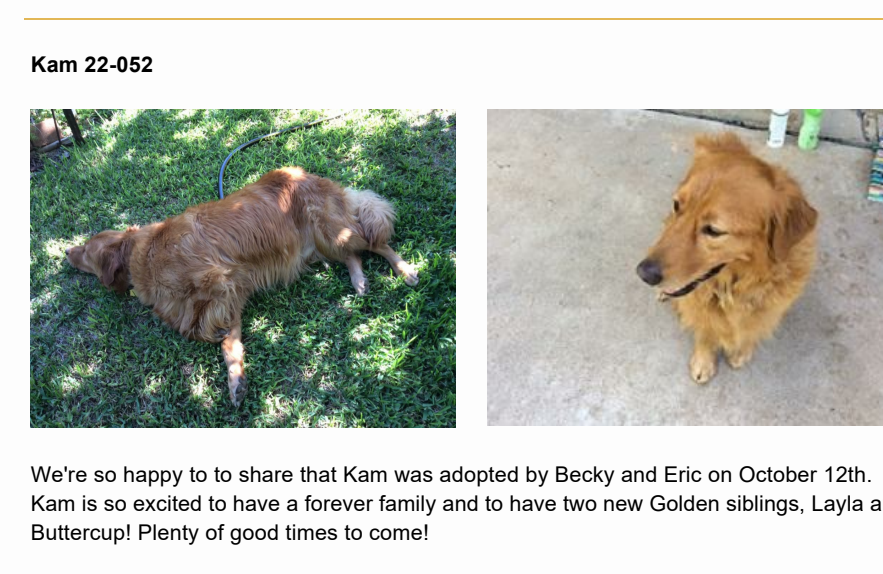 Kam 22-052
We're so happy to to share that Kam was adopted by Becky and Eric on October 12th.
Kam is so excited to have a forever family and to have two new Golden siblings, Layla a
Buttercup! Plenty of good times to come!